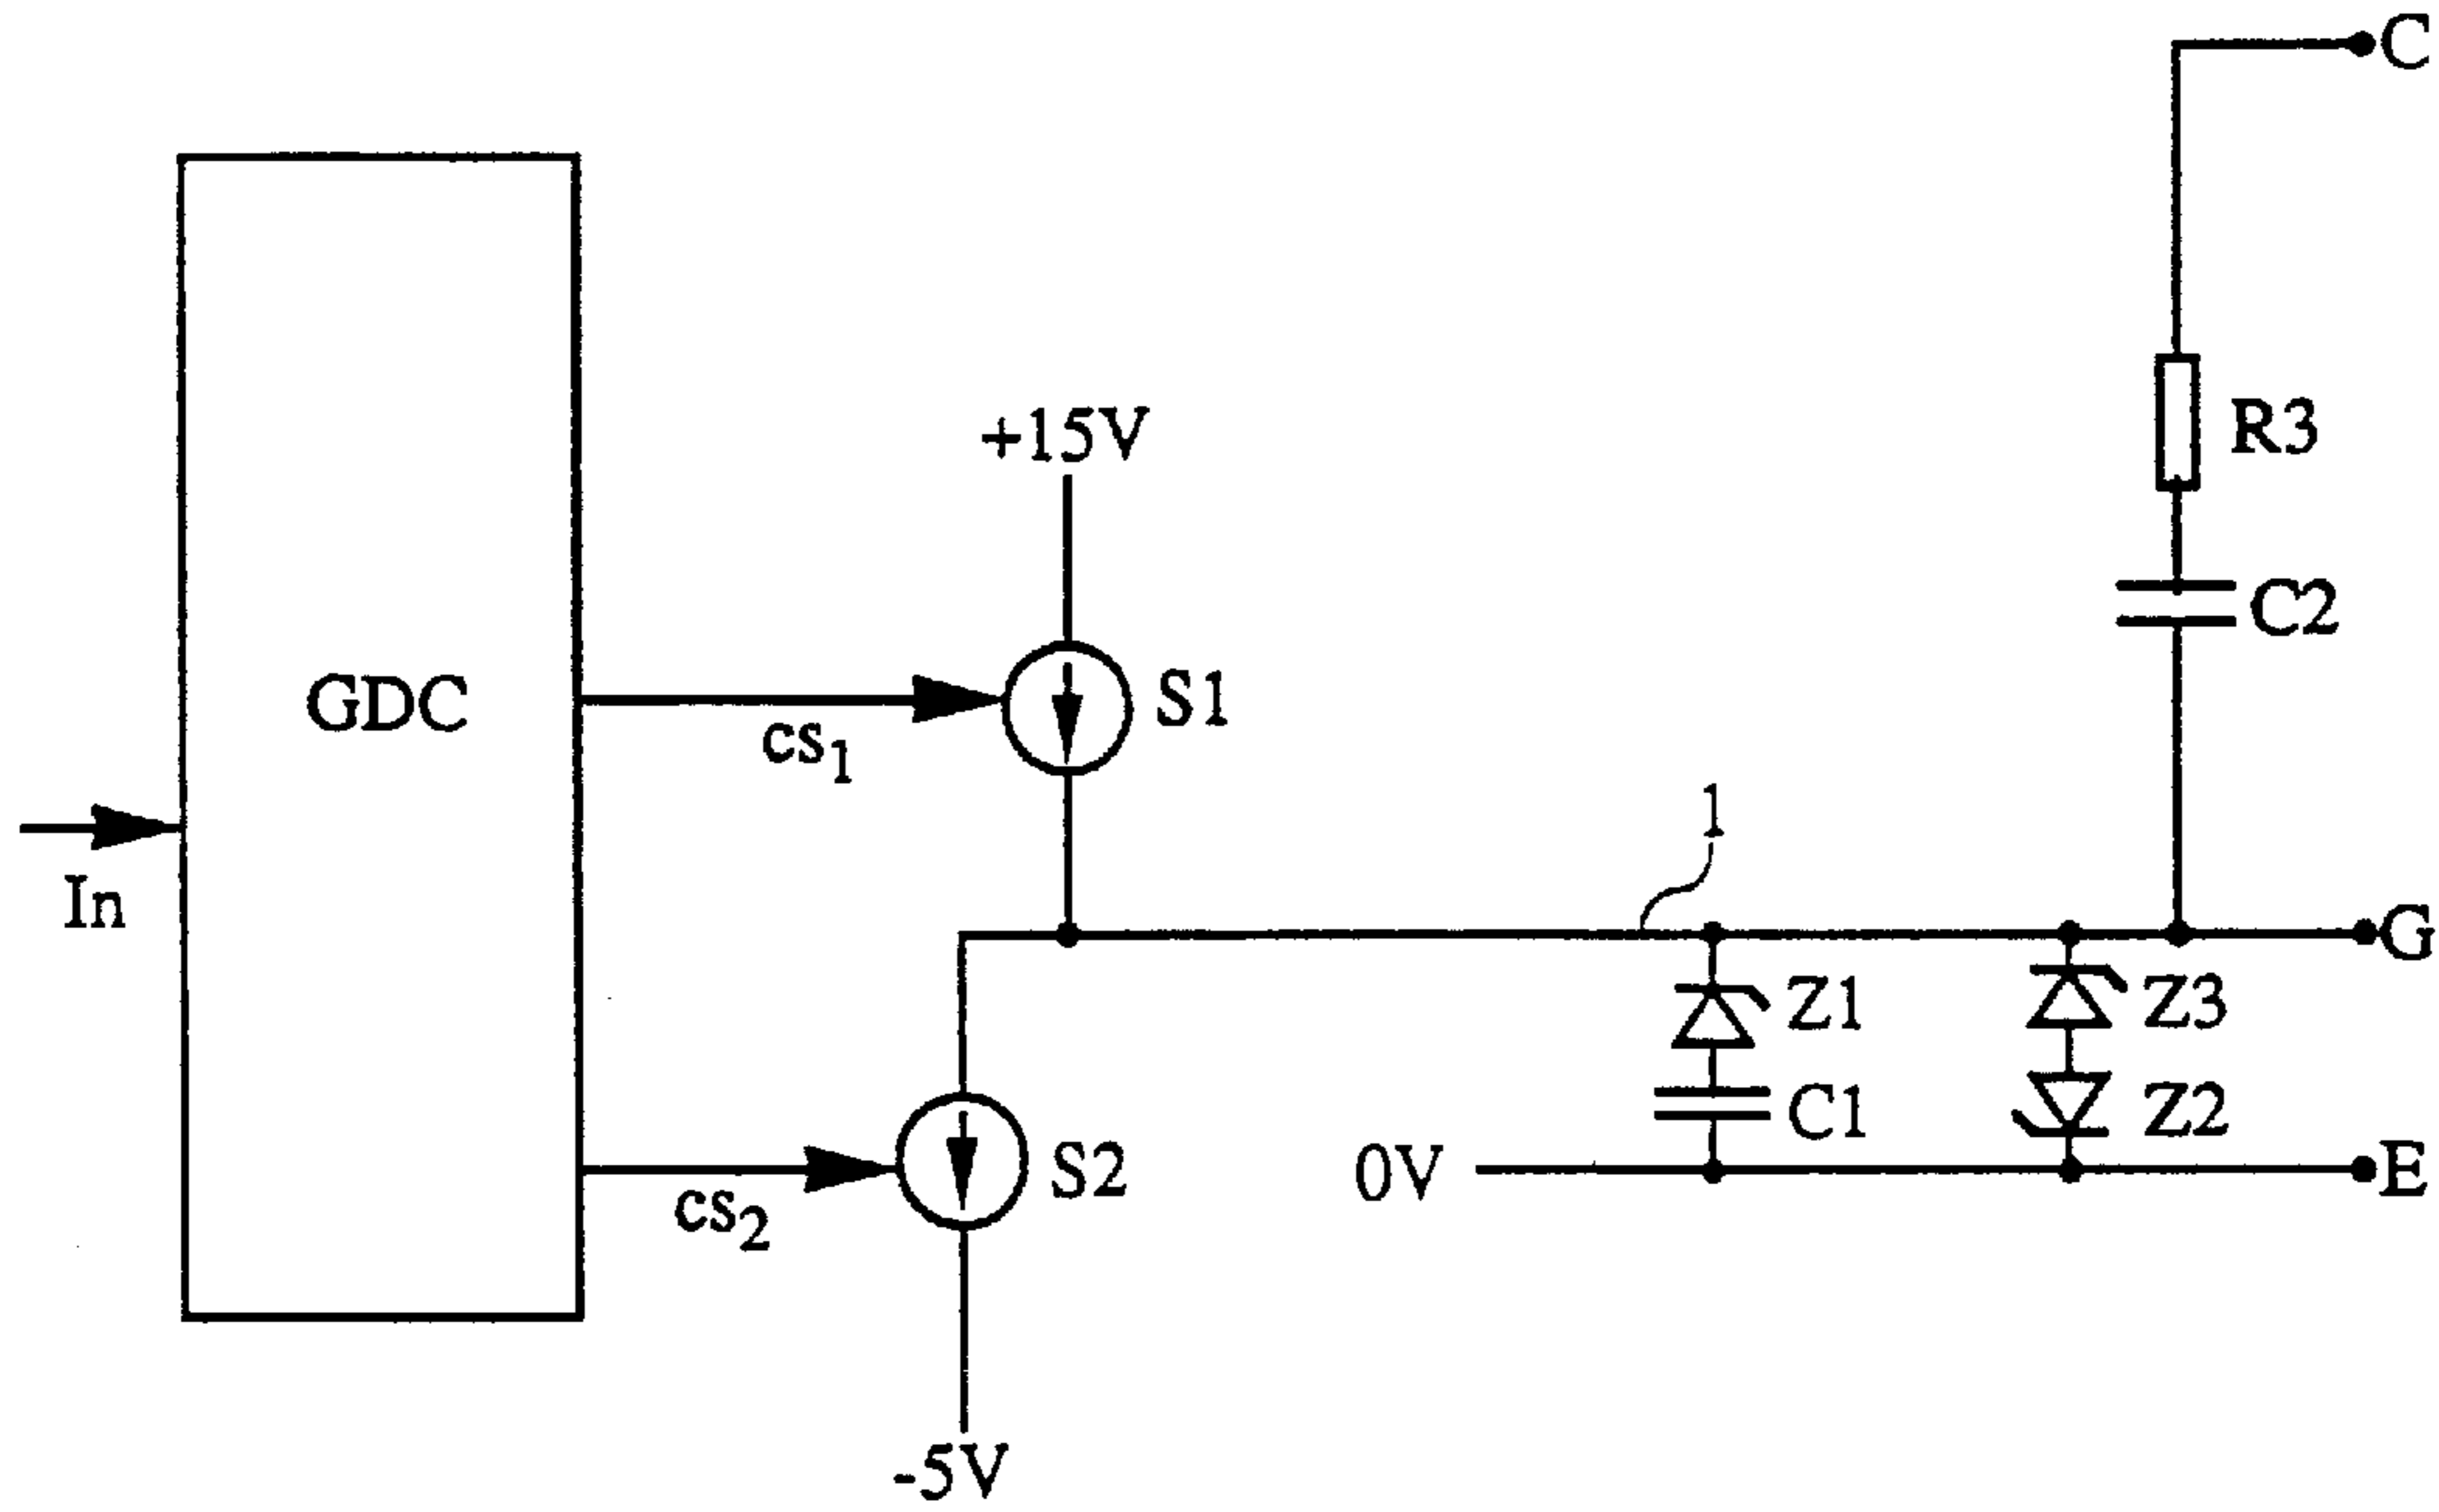 C
R3
+15V
C2
GDC
S1
cs₁
1
In
G
Z1
Z3
C1
Z2
0V
E
S2
cs₂
-5V